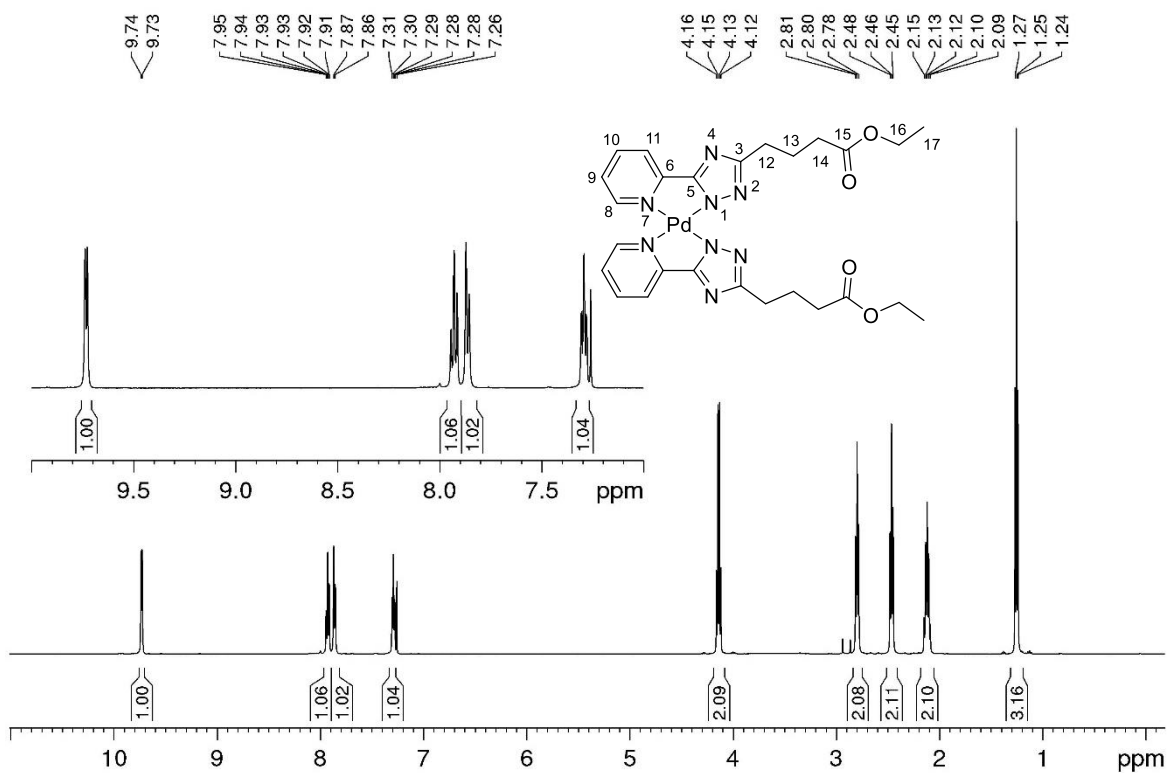 9.74 9.73 7.95 7.94 7.93 7.93 7.92 7.91 7.87 7.86 7.31 7.30 7.29 7.28 7.28 7.26 4.16 4.15 4.13 4.12 2.81 2.80 2.78 2.48 2.46 2.45 2.15 2.13 2.12 2.10 2.09 1.27 1.25 1.24
10 11 N 4 3 13 15 O 16
9 6 12 14 17
8 5 N 2 O
N 7 N 1
Pd
N N N
N O
O
1.00 1.06 1.02 1.04
9.5 9.0 8.5 8.0 7.5 ppm
1.00 1.06 1.02 1.04 2.09 2.08 2.11 2.10 3.16
10 9 8 7 6 5 4 3 2 1 ppm